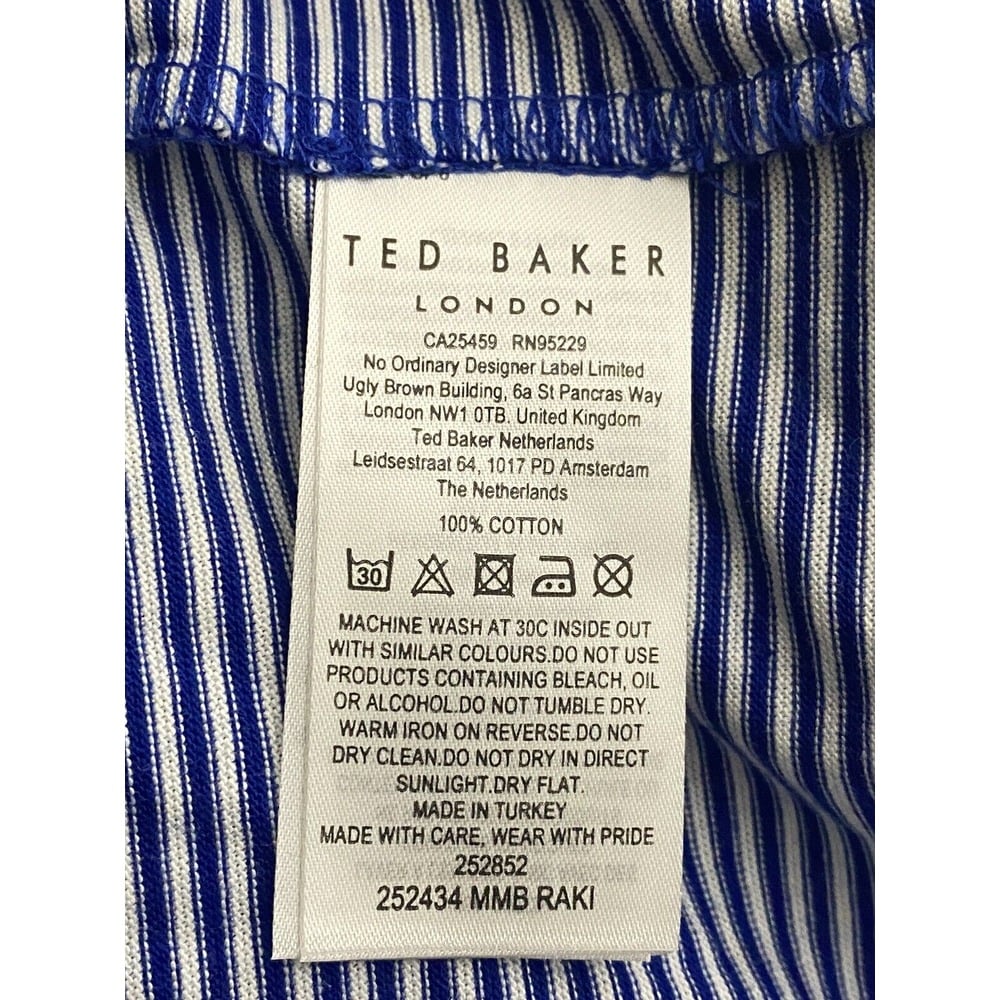 TED BAKER
LONDON
CA25459 RN95229
No Ordinary Designer Label Limited
Ugly Brown Building, 6a St Pancras Way
London NW1 0TB. United Kingdom
Ted Baker Netherlands
Leidsestraat 64, 1017 PD Amsterdam
The Netherlands
100% COTTON
30
MACHINE WASH AT 30C INSIDE OUT
WITH SIMILAR COLOURS.DO NOT USE
PRODUCTS CONTAINING BLEACH, OIL
OR ALCOHOL.DO NOT TUMBLE DRY.
WARM IRON ON REVERSE.DO NOT
DRY CLEAN.DO NOT DRY IN DIRECT
SUNLIGHT.DRY FLAT.
MADE IN TURKEY
MADE WITH CARE, WEAR WITH PRIDE
252852
252434 MMB RAKI